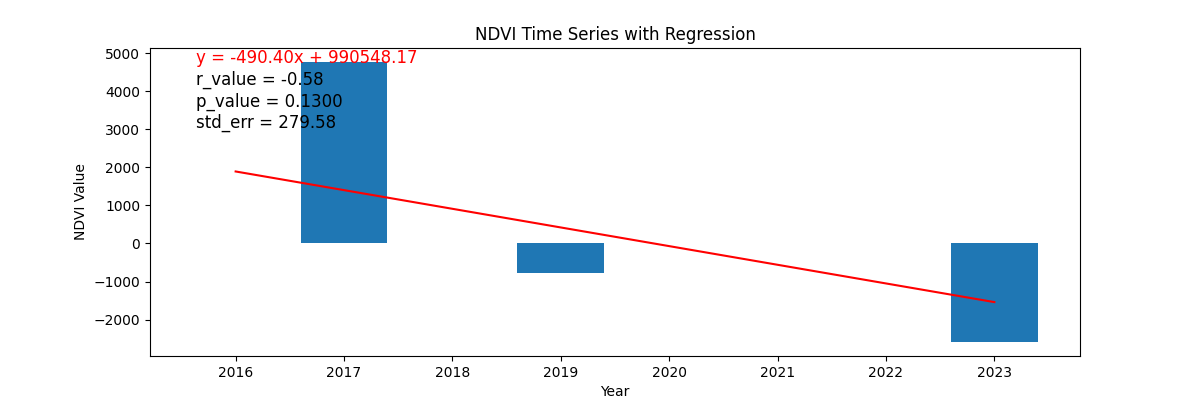 NDVI Time Series with Regression
y = -490.40x + 990548.17
r_value = -0.58
p_value = 0.1300
std_err = 279.58
NDVI Value
5000
4000
3000
2000
1000
0
−1000
−2000
2016 2017 2018 2019 2020 2021 2022 2023
Year